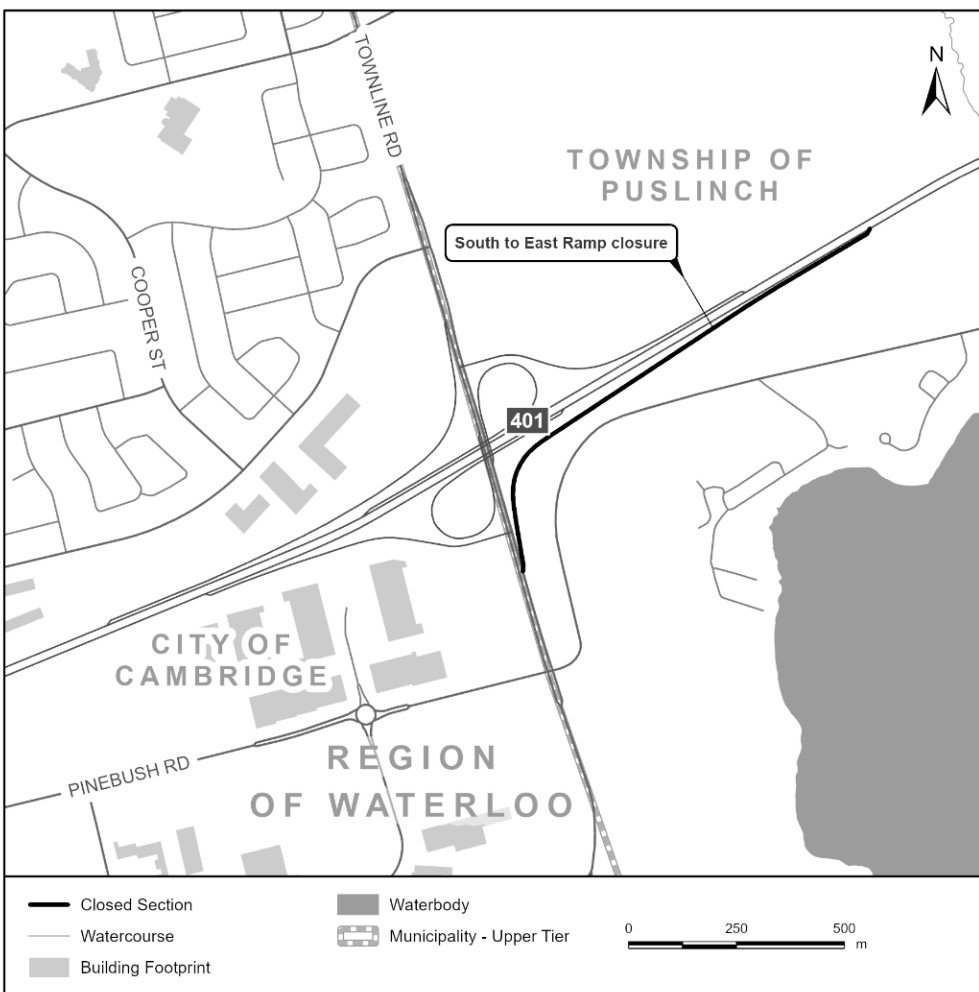 TOWNLINE RD
N
TOWNSHIP OF
PUSLINCH
South to East Ramp closure
COOPER ST
401
CITY OF
CAMBRIDGE
REGION
OF WATERLOO
PINEBUSH RD
Closed Section
Watercourse
Building Footprint
Waterbody
Municipality - Upper Tier
0 250 500
m